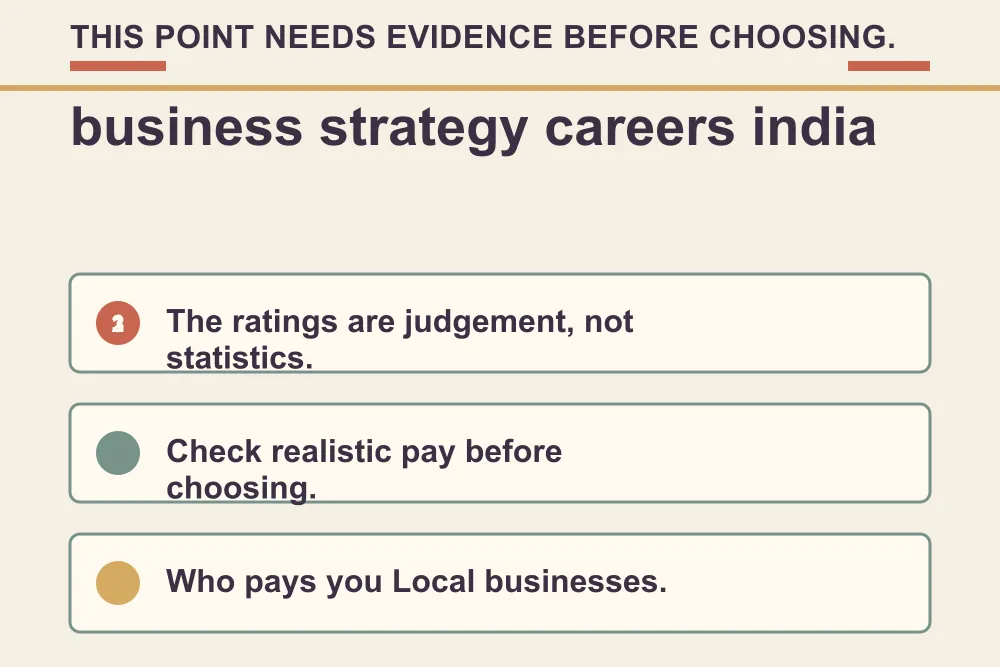 THIS POINT NEEDS EVIDENCE BEFORE CHOOSING.
business strategy careers india
The ratings are judgement, not
statistics.
Check realistic pay before
choosing.
Who pays you Local businesses.